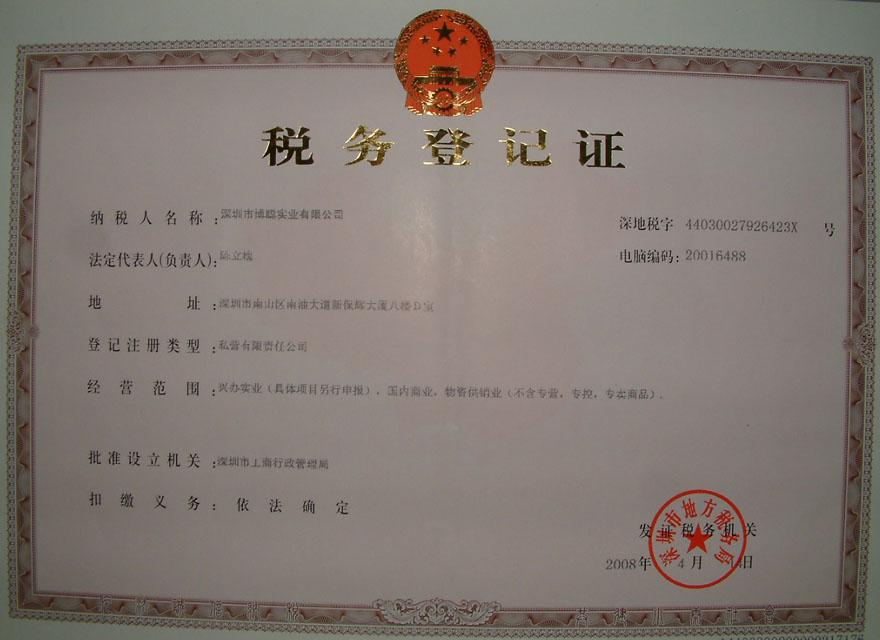 税务登记证
纳税人名称：深圳市博聪实业有限公司
深地税字 44030027926423X 号
法定代表人(负责人)：陈立槐
电脑编码：20016488
地址：深圳市南山区南油大道新保辉大厦八楼D室
登记注册类型：私营有限责任公司
经营范围：兴办实业（具体项目另行申报），国内商业，物资供销业（不含专营，专控，专卖商品）．
批准设立机关：深圳市工商行政管理局
扣缴义务：依法确定
发证税务机关
深圳市地方税务局
2008年 4月 14日